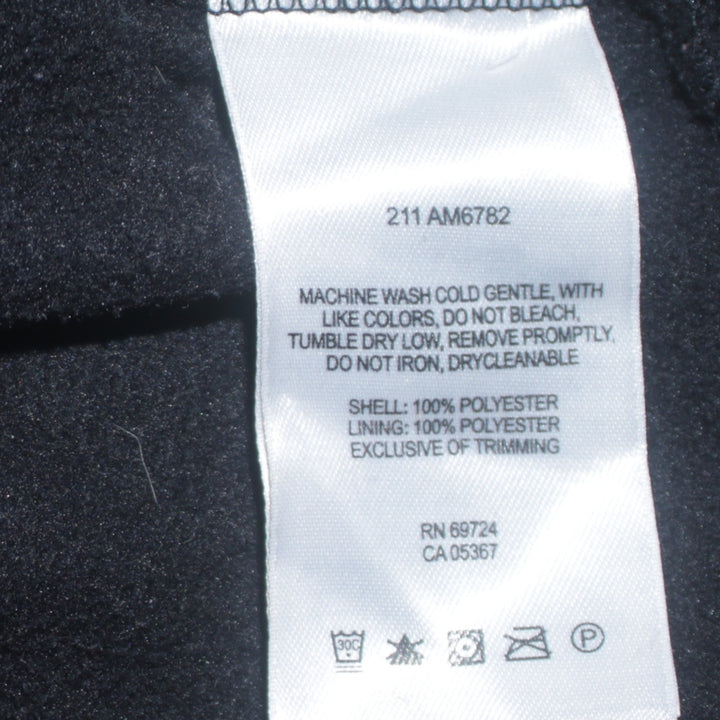 211 AM6782
MACHINE WASH COLD GENTLE, WITH
LIKE COLORS, DO NOT BLEACH,
TUMBLE DRY LOW, REMOVE PROMPTLY,
DO NOT IRON, DRYCLEANABLE
SHELL: 100% POLYESTER
LINING: 100% POLYESTER
EXCLUSIVE OF TRIMMING
RN 69724
CA 05367
30C P